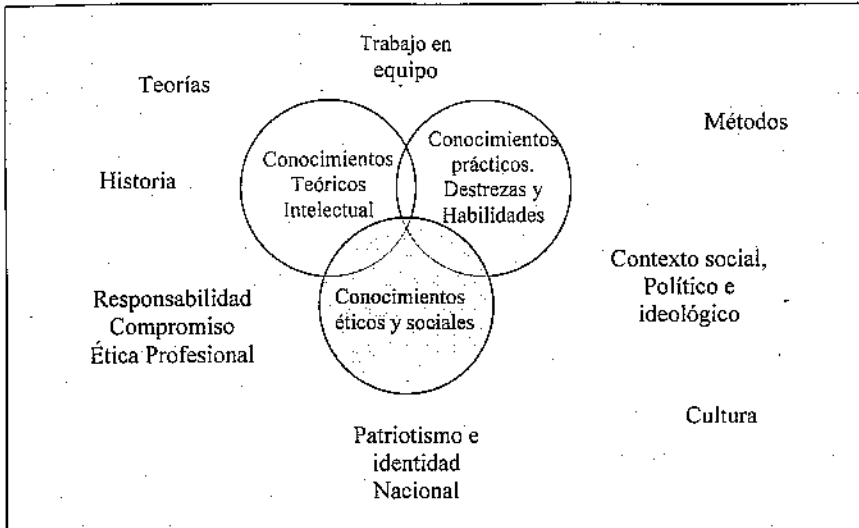 Trabajo en
equipo
Teorías
Métodos
Historia
Conocimientos
Teóricos
Intelectual
Conocimientos
prácticos.
Destrezas y
Habilidades
Contexto social,
Político e
ideológico
Responsabilidad
Compromiso
Ética Profesional
Conocimientos
éticos y sociales
Cultura
Patriotismo e
identidad
Nacional